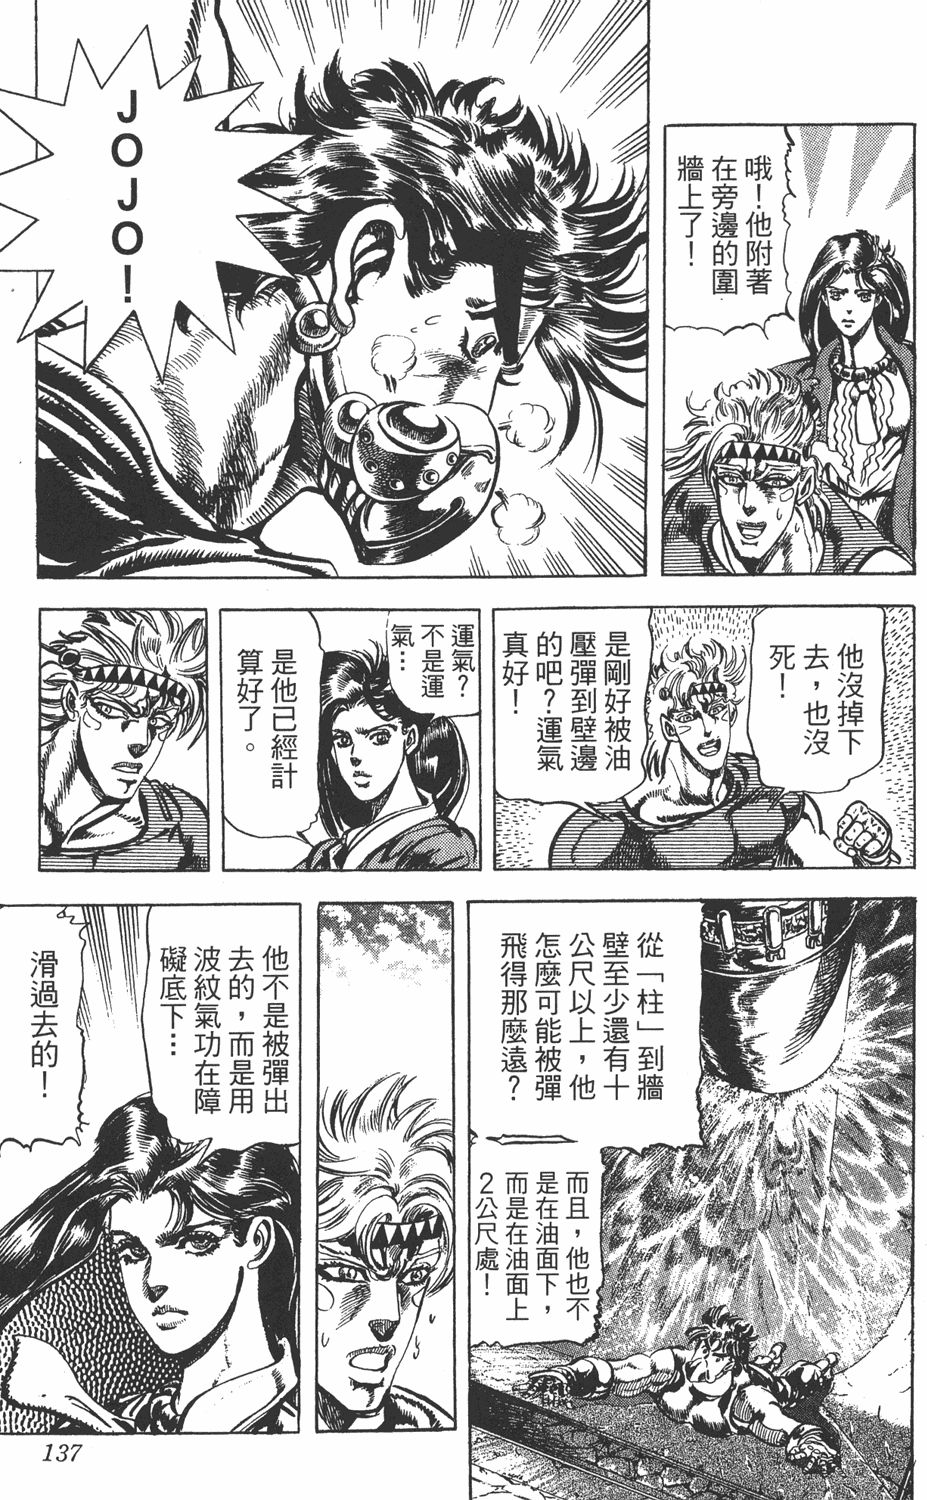 哦！他附著
在旁邊的圍
牆上了！
JOJO！
他沒掉下
去，也沒
死！
是剛好被油
壓彈到壁邊
的吧？運氣
真好！
運氣？
不是運
氣…
是他已經計
算好了。
從「柱」到牆
壁至少還有十
公尺以上，他
怎麼可能被彈
飛得那麼遠？
而且，他也不
是在油面下，
而是在油面上
2公尺處！
他不是被彈出
去的，而是用
波紋氣功在障
礙底下…
滑過去的！
137